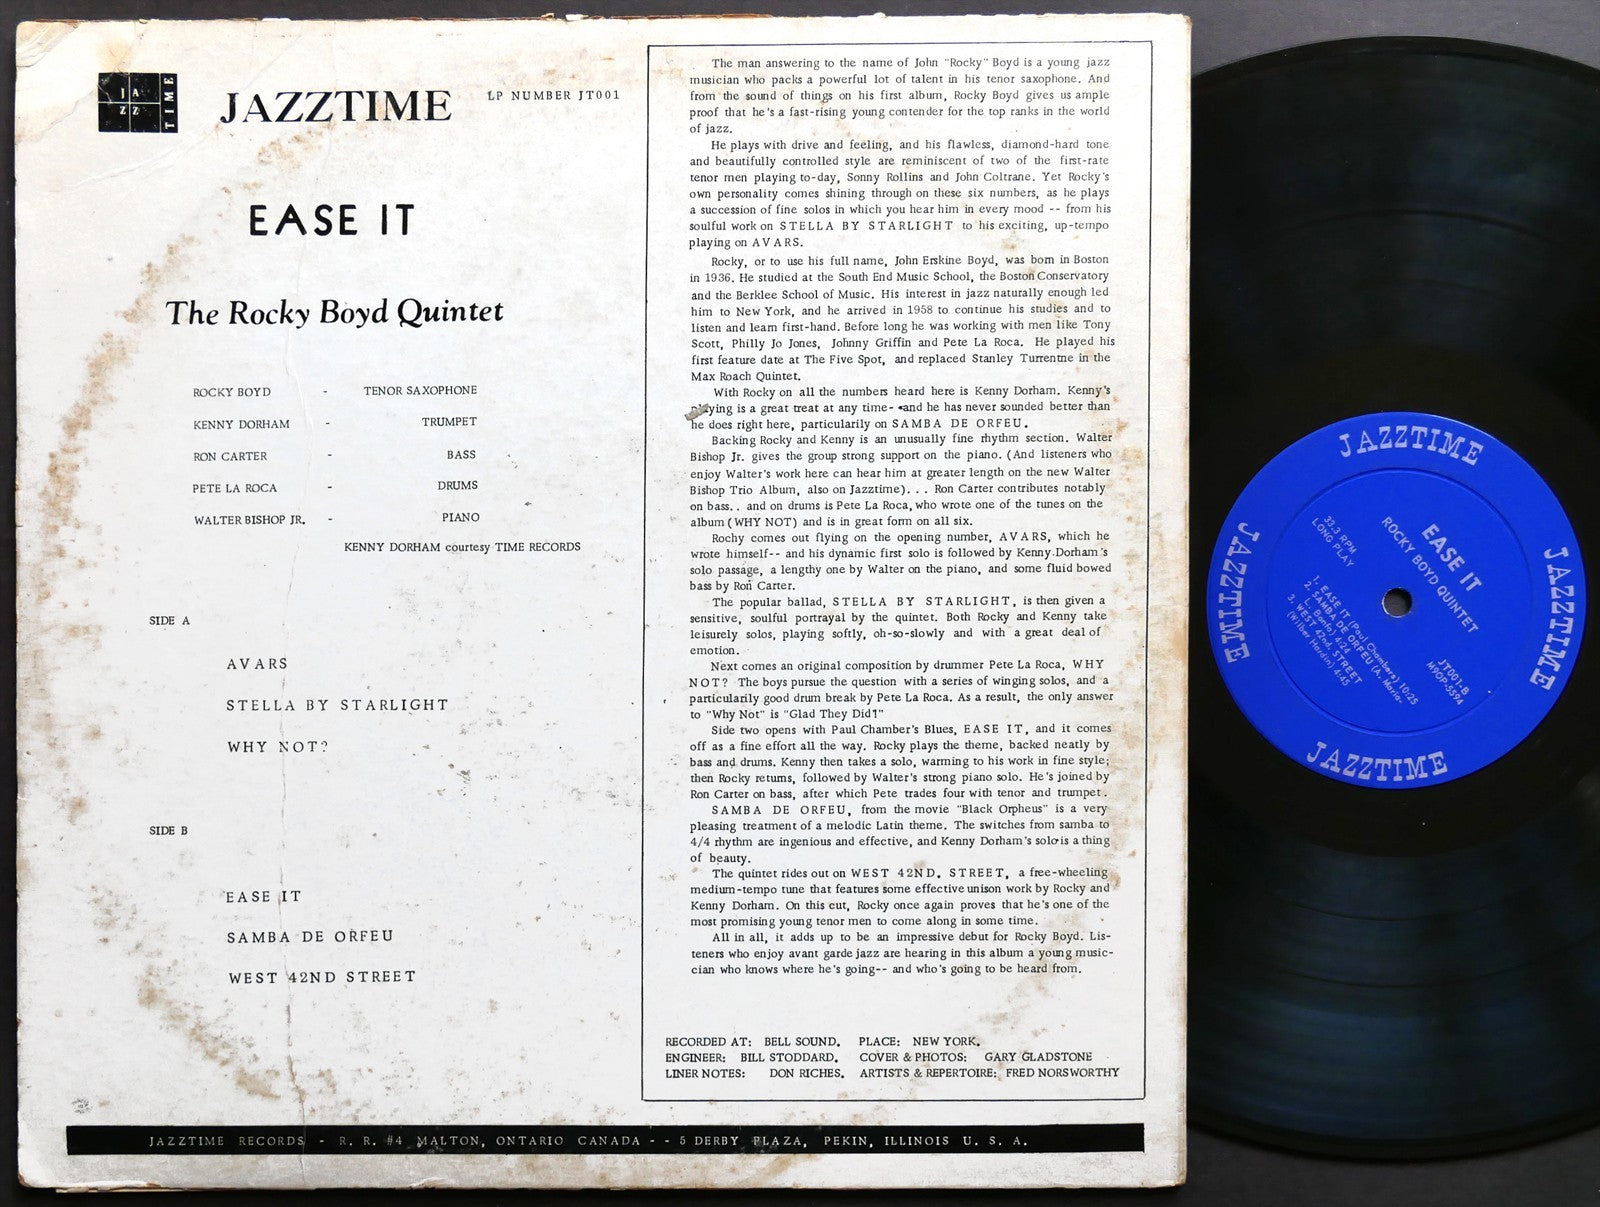 JA
ZZ
TIME
JAZZTIME
LP NUMBER JT001
EASE IT
The Rocky Boyd Quintet
ROCKY BOYD - TENOR SAXOPHONE
KENNY DORHAM - TRUMPET
RON CARTER - BASS
PETE LA ROCA - DRUMS
WALTER BISHOP JR. - PIANO
KENNY DORHAM courtesy TIME RECORDS
SIDE A
AVARS
STELLA BY STARLIGHT
WHY NOT?
SIDE B
EASE IT
SAMBA DE ORFEU
WEST 42ND STREET
The man answering to the name of John "Rocky" Boyd is a young jazz
musician who packs a powerful lot of talent in his tenor saxophone. And
from the sound of things on his first album, Rocky Boyd gives us ample
proof that he's a fast-rising young contender for the top ranks in the world
of jazz.
He plays with drive and feeling, and his flawless, diamond-hard tone
and beautifully controlled style are reminiscent of two of the first-rate
tenor men playing to-day, Sonny Rollins and John Coltrane. Yet Rocky's
own personality comes shining through on these six numbers, as he plays
a succession of fine solos in which you hear him in every mood -- from his
soulful work on STELLA BY STARLIGHT to his exciting, up-tempo
playing on AVARS.
Rocky, or to use his full name, John Erskine Boyd, was born in Boston
in 1936. He studied at the South End Music School, the Boston Conservatory
and the Berklee School of Music. His interest in jazz naturally enough led
him to New York, and he arrived in 1958 to continue his studies and to
listen and learn first-hand. Before long he was working with men like Tony
Scott, Philly Jo Jones, Johnny Griffin and Pete La Roca. He played his
first feature date at The Five Spot, and replaced Stanley Turrentine in the
Max Roach Quintet.
With Rocky on all the numbers heard here is Kenny Dorham. Kenny's
playing is a great treat at any time- -and he has never sounded better than
he does right here, particularily on SAMBA DE ORFEU.
Backing Rocky and Kenny is an unusually fine rhythm section. Walter
Bishop Jr. gives the group strong support on the piano. (And listeners who
enjoy Walter's work here can hear him at greater length on the new Walter
Bishop Trio Album, also on Jazztime). . . Ron Carter contributes notably
on bass. . and on drums is Pete La Roca, who wrote one of the tunes on the
album (WHY NOT) and is in great form on all six.
Rochy comes out flying on the opening number, AVARS, which he
wrote himself-- and his dynamic first solo is followed by Kenny Dorham's
solo passage, a lengthy one by Walter on the piano, and some fluid bowed
bass by Ron Carter.
The popular ballad, STELLA BY STARLIGHT, is then given a
sensitive, soulful portrayal by the quintet. Both Rocky and Kenny take
leisurely solos, playing softly, oh-so-slowly and with a great deal of
emotion.
Next comes an original composition by drummer Pete La Roca, WHY
NOT? The boys pursue the question with a series of winging solos, and a
particularily good drum break by Pete La Roca. As a result, the only answer
to "Why Not" is "Glad They Did!"
Side two opens with Paul Chamber's Blues, EASE IT, and it comes
off as a fine effort all the way. Rocky plays the theme, backed neatly by
bass and drums. Kenny then takes a solo, warming to his work in fine style;
then Rocky returns, followed by Walter's strong piano solo. He's joined by
Ron Carter on bass, after which Pete trades four with tenor and trumpet.
SAMBA DE ORFEU, from the movie "Black Orpheus" is a very
pleasing treatment of a melodic Latin theme. The switches from samba to
4/4 rhythm are ingenious and effective, and Kenny Dorham's solo is a thing
of beauty.
The quintet rides out on WEST 42ND. STREET, a free-wheeling
medium-tempo tune that features some effective unison work by Rocky and
Kenny Dorham. On this cut, Rocky once again proves that he's one of the
most promising young tenor men to come along in some time.
All in all, it adds up to be an impressive debut for Rocky Boyd. Lis-
teners who enjoy avant garde jazz are hearing in this album a young music-
cian who knows where he's going-- and who's going to be heard from.
RECORDED AT: BELL SOUND. PLACE: NEW YORK.
ENGINEER: BILL STODDARD. COVER & PHOTOS: GARY GLADSTONE
LINER NOTES: DON RICHES. ARTISTS & REPERTOIRE: FRED NORSWORTHY
JAZZTIME RECORDS - R. R. #4 MALTON, ONTARIO CANADA -- 5 DERBY PLAZA, PEKIN, ILLINOIS U. S. A.
JAZZTIME
JAZZTIME
JAZZTIME
JAZZTIME
EASE IT
ROCKY BOYD QUINTET
33.3 RPM
LONG PLAY
JT001-B
M9OP-5594
1. EASE IT (Paul Chambers) 10:25
2. SAMBA DE ORFEU (A. Maria-
L. Bonfa) 4:24
3. WEST 42nd. STREET
(Wilber Hardin) 4:45